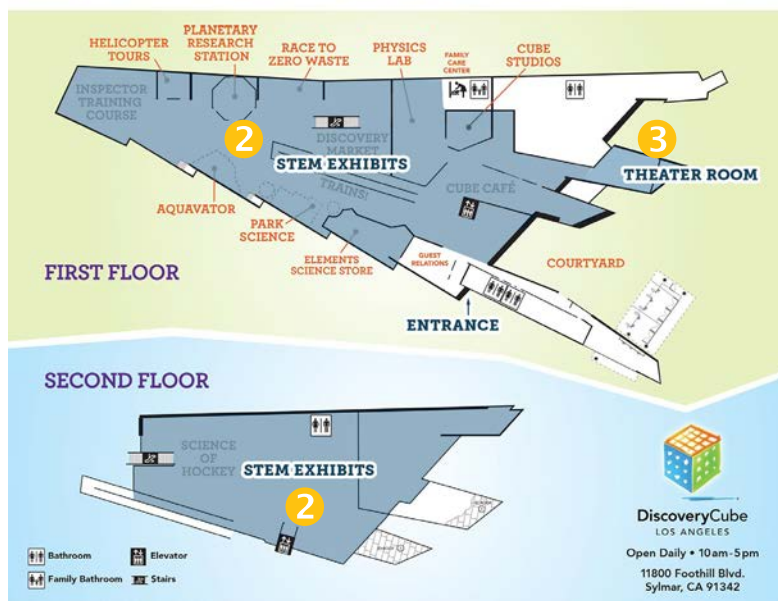 HELICOPTER
TOURS
PLANETARY
RESEARCH
STATION
RACE TO
ZERO WASTE
PHYSICS
LAB
FAMILY
CARE
CENTER
CUBE
STUDIOS
INSPECTOR
TRAINING
COURSE
2
DISCOVERY
MARKET
STEM EXHIBITS
TRAINS!
3
THEATER ROOM
CUBE CAFÉ
AQUAVATOR
PARK
SCIENCE
ELEMENTS
SCIENCE STORE
GUEST
RELATIONS
COURTYARD
FIRST FLOOR
ENTRANCE
SECOND FLOOR
SCIENCE
OF
HOCKEY
STEM EXHIBITS
2
Bathroom
Elevator
Family Bathroom
Stairs
DiscoveryCube
LOS ANGELES
Open Daily • 10am-5pm
11800 Foothill Blvd.
Sylmar, CA 91342